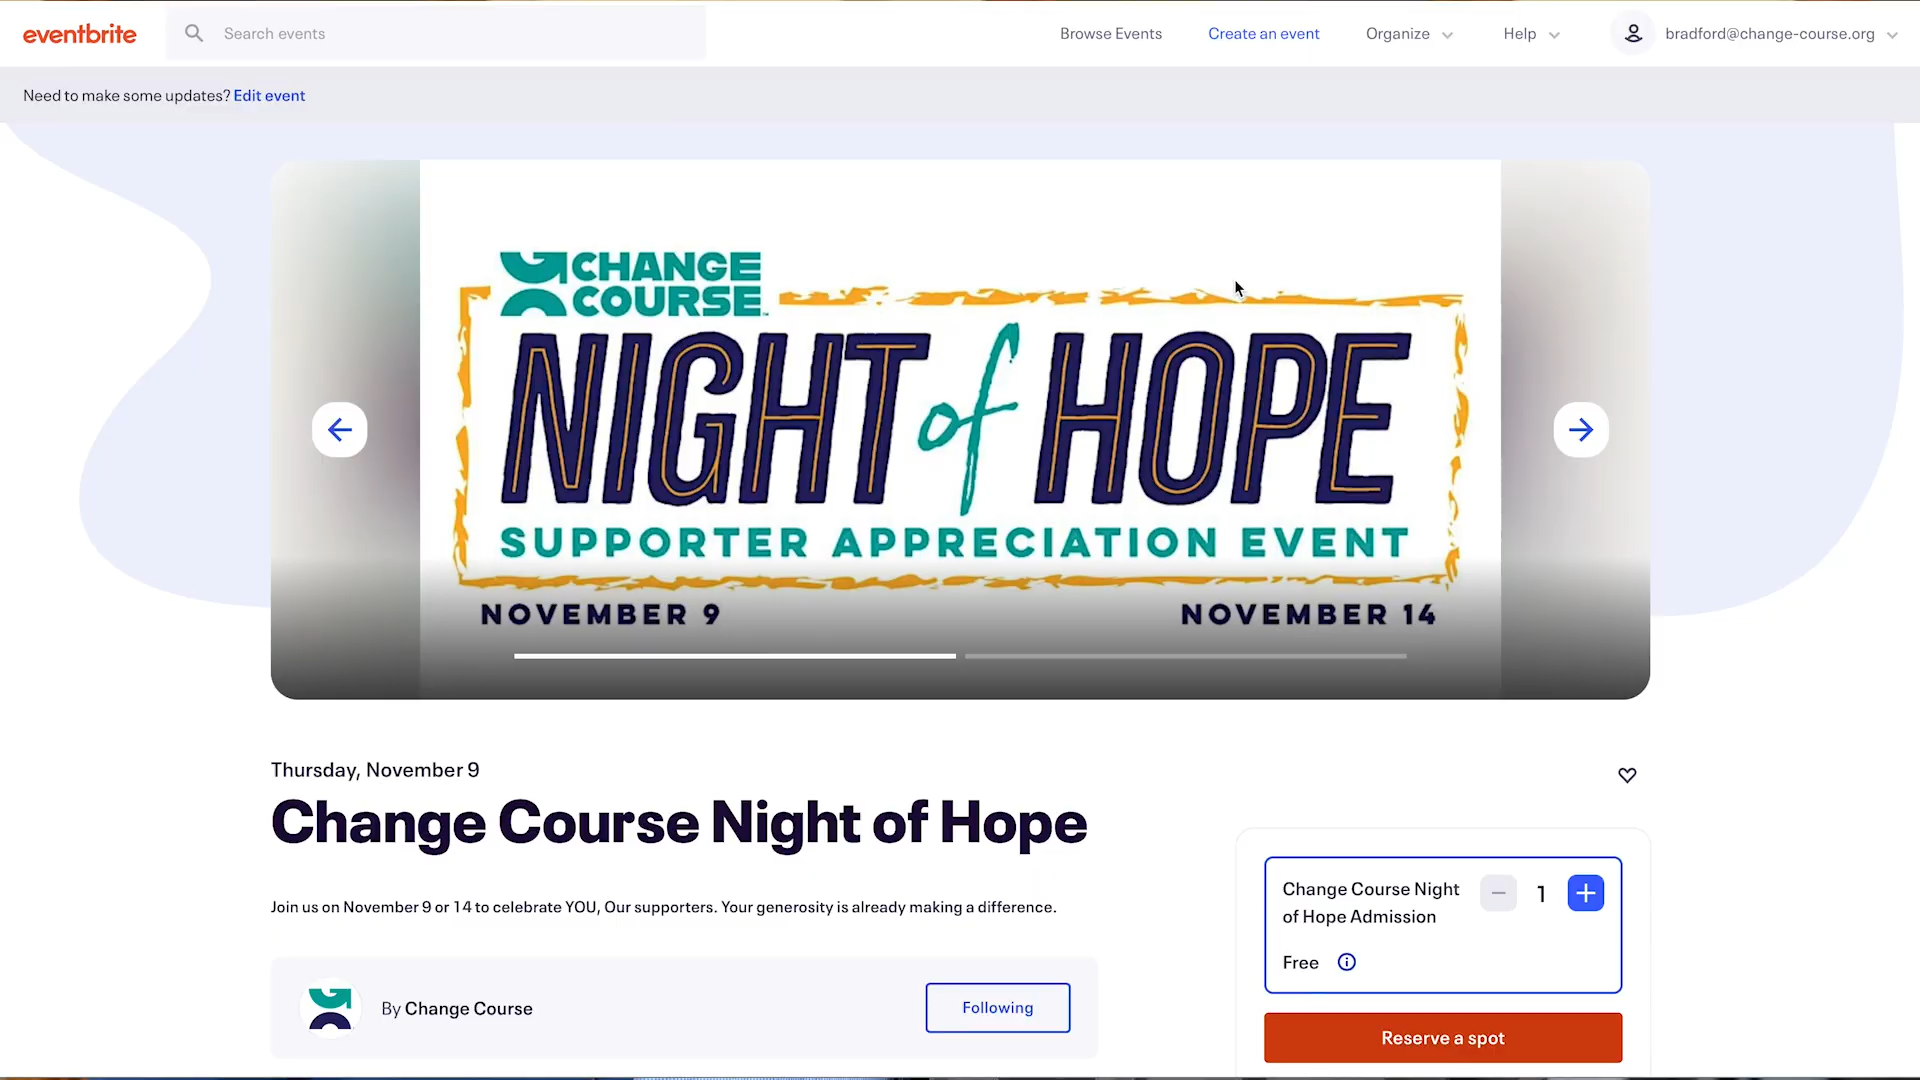 eventbrite
Search events
Browse Events
Create an event
Organize
Help
bradford@change-course.org
Need to make some updates? Edit event
CHANGE
COURSE
NIGHT of HOPE
SUPPORTER APPRECIATION EVENT
NOVEMBER 9
NOVEMBER 14
Thursday, November 9
Change Course Night of Hope
Join us on November 9 or 14 to celebrate YOU, Our supporters. Your generosity is already making a difference.
By Change Course
Following
Change Course Night
of Hope Admission
1
Free
Reserve a spot